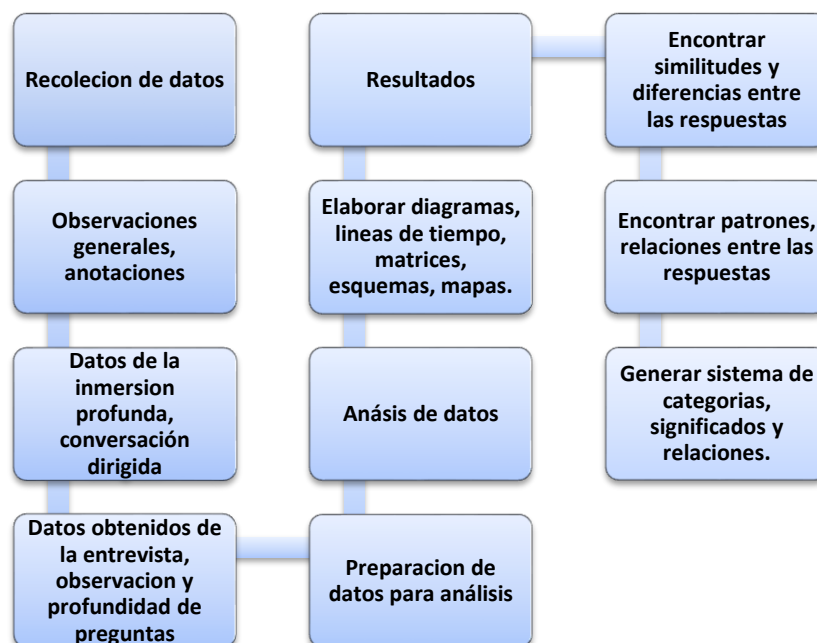 Recolecion de datos
Observaciones
generales,
anotaciones
Datos de la
inmersion
profunda,
conversación
dirigida
Datos obtenidos de
la entrevista,
observacion y
profundidad de
preguntas
Preparacion de
datos para análisis
Anásis de datos
Elaborar diagramas,
lineas de tiempo,
matrices,
esquemas, mapas.
Resultados
Encontrar
similitudes y
diferencias entre
las respuestas
Encontrar patrones,
relaciones entre las
respuestas
Generar sistema de
categorias,
significados y
relaciones.